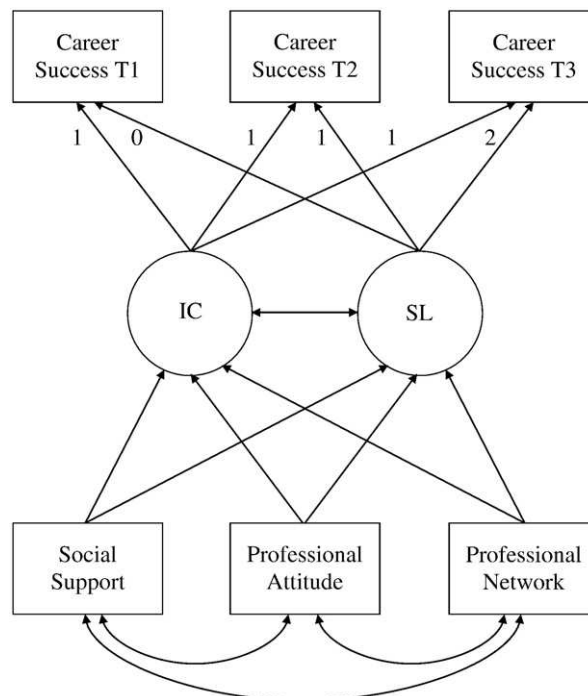 Career
Success T1
Career
Success T2
Career
Success T3
1
0
1
1
1
2
IC
SL
Social
Support
Professional
Attitude
Professional
Network